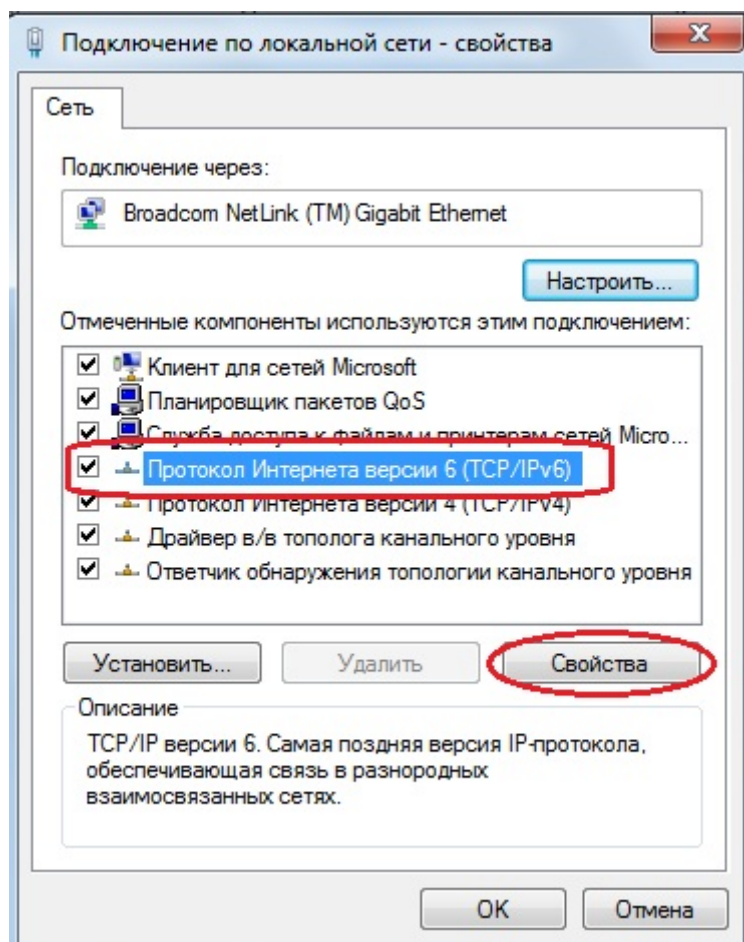 Подключение по локальной сети - свойства
Сеть
Подключение через:
Broadcom NetLink (TM) Gigabit Ethernet
Настроить...
Отмеченные компоненты используются этим подключением:
Клиент для сетей Microsoft
Планировщик пакетов QoS
Служба доступа к файлам и принтерам сетей Micro...
Протокол Интернета версии 6 (TCP/IPv6)
Протокол Интернета версии 4 (TCP/IPv4)
Драйвер в/в тополога канального уровня
Ответчик обнаружения топологии канального уровня
Установить... Удалить Свойства
Описание
TCP/IP версии 6. Самая поздняя версия IP-протокола,
обеспечивающая связь в разнородных
взаимосвязанных сетях.
OK Отмена